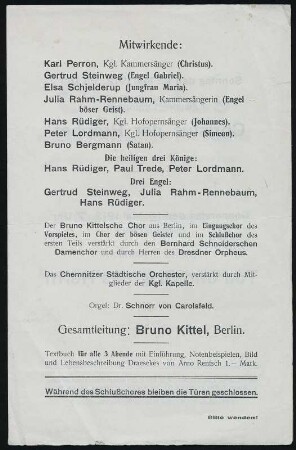 Mitwirkende:
Karl Perron, Kgl. Kammersänger (Christus).
Gertrud Steinweg (Engel Gabriel).
Elsa Schjelderup (Jungfrau Maria).
Julia Rahm-Rennebaum, Kammersängerin (Engel
böser Geist).
Hans Rüdiger, Kgl. Hofopernsänger (Johannes).
Peter Lordmann, Kgl. Hofopernsänger (Simeon).
Bruno Bergmann (Satan).
Die heiligen drei Könige:
Hans Rüdiger, Paul Trede, Peter Lordmann.
Drei Engel:
Gertrud Steinweg, Julia Rahm-Rennebaum,
Hans Rüdiger.
Der Bruno Kittelsche Chor aus Berlin, im Eingangschor des
Vorspieles, im Chor der bösen Geister und im Schlußchor des
ersten Teils verstärkt durch den Bernhard Schneiderschen
Damenchor und durch Herren des Dresdner Orpheus.
Das Chemnitzer Städtische Orchester, verstärkt durch Mit-
glieder der Kgl. Kapelle.
Orgel: Dr. Schnorr von Carolsfeld.
Gesamtleitung: Bruno Kittel, Berlin.
Textbuch für alle 3 Abende mit Einführung, Notenbeispielen, Bild
und Lebensbeschreibung Draesekes von Arno Rentsch 1.— Mark.
Während des Schlußchores bleiben die Türen geschlossen.
Bitte wenden!